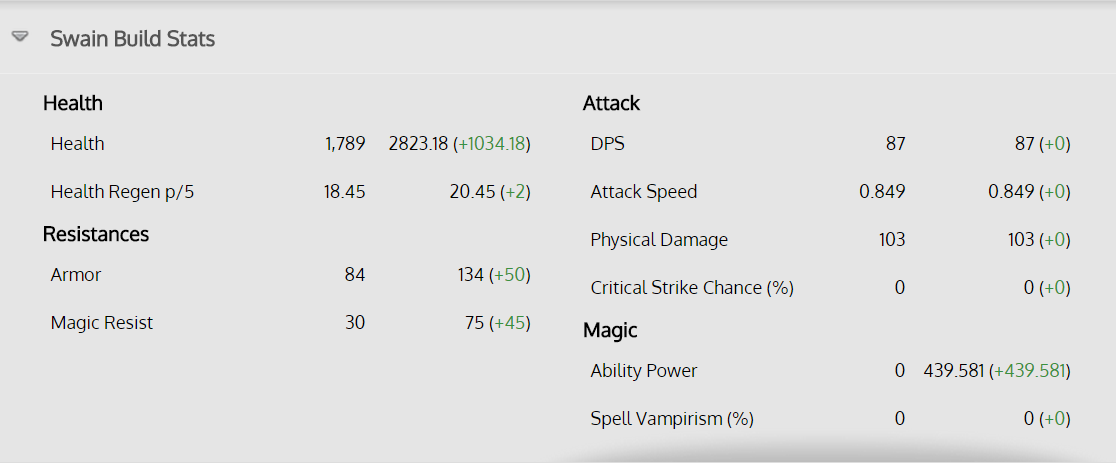 Swain Build Stats
Health
Health 1,789 2823.18 (+1034.18)
Health Regen p/5 18.45 20.45 (+2)
Resistances
Armor 84 134 (+50)
Magic Resist 30 75 (+45)
Attack
DPS 87 87 (+0)
Attack Speed 0.849 0.849 (+0)
Physical Damage 103 103 (+0)
Critical Strike Chance (%) 0 0 (+0)
Magic
Ability Power 0 439.581 (+439.581)
Spell Vampirism (%) 0 0 (+0)